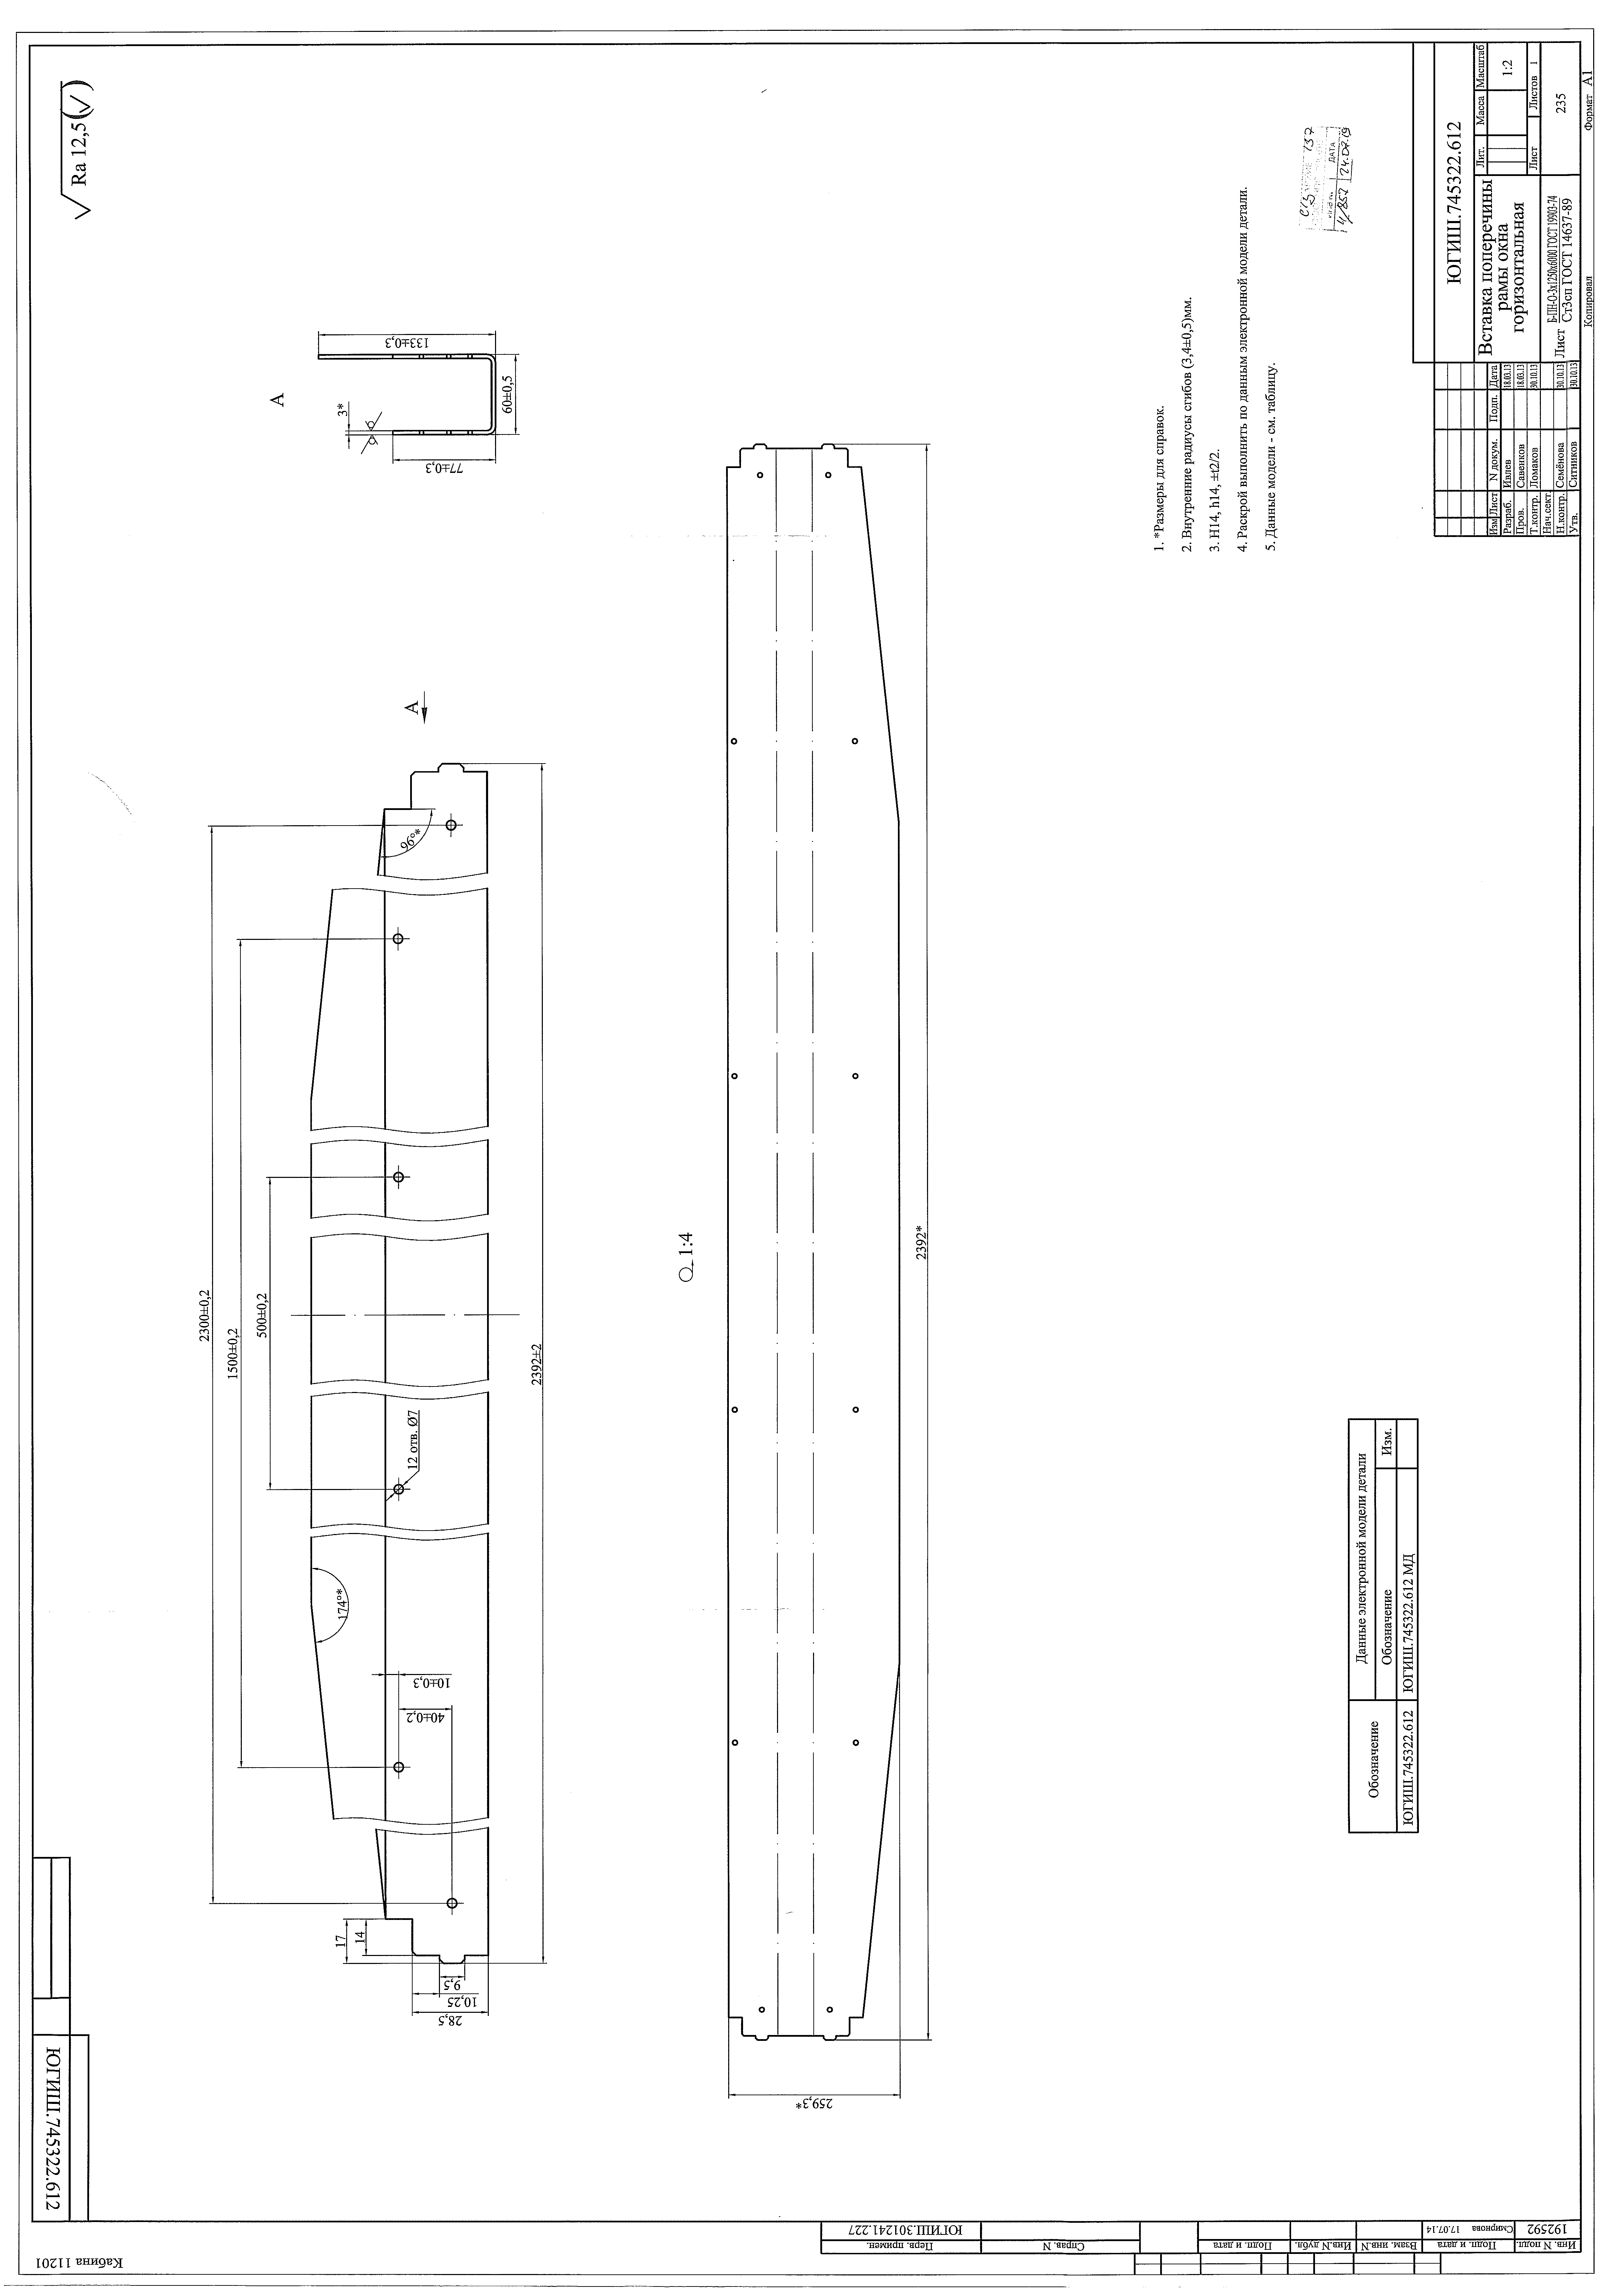 ЮГИШ.745322.612
Кабина 11201
√Ra 12,5(√)
2300±0,2
1500±0,2
500±0,2
174°*
96°*
12 отв. Ø7
10±0,3
40±0,2
17
14
9,5
10,25
28,5
2392±2
А
А
3*
133±0,3
77±0,3
60±0,5
1:4
2392*
259,3*
1. *Размеры для справок.
2. Внутренние радиусы сгибов (3,4±0,5)мм.
3. H14, h14, ±t2/2.
4. Раскрой выполнить по данным электронной модели детали.
5. Данные модели - см. таблицу.
Обозначение
Данные электронной модели детали
Обозначение
Изм.
ЮГИШ.745322.612
ЮГИШ.745322.612 МД
737
ДАТА
4/852 24.07.19
ЮГИШ.745322.612
Изм Лист N докум. Подп. Дата
Разраб. Ивлев 18.03.13
Пров. Савенков 18.03.13
Т.контр. Ломаков 30.10.13
Нач.сект.
Н.контр. Семёнова 30.10.13
Утв. Ситников 30.10.13
Вставка поперечины
рамы окна
горизонтальная
Лит. Масса Масштаб
1:2
Лист Листов 1
Лист Б-ПН-О-3х1250х6000 ГОСТ 19903-74
Ст3сп ГОСТ 14637-89
235
Копировал
Формат А1
Перв. примен.
ЮГИШ.301241.227
Справ. N
Подп. и дата
Инв.N дубл.
Взам. инв.N
Подп. и дата
Смирнова 17.07.14
Инв. N подл.
192592